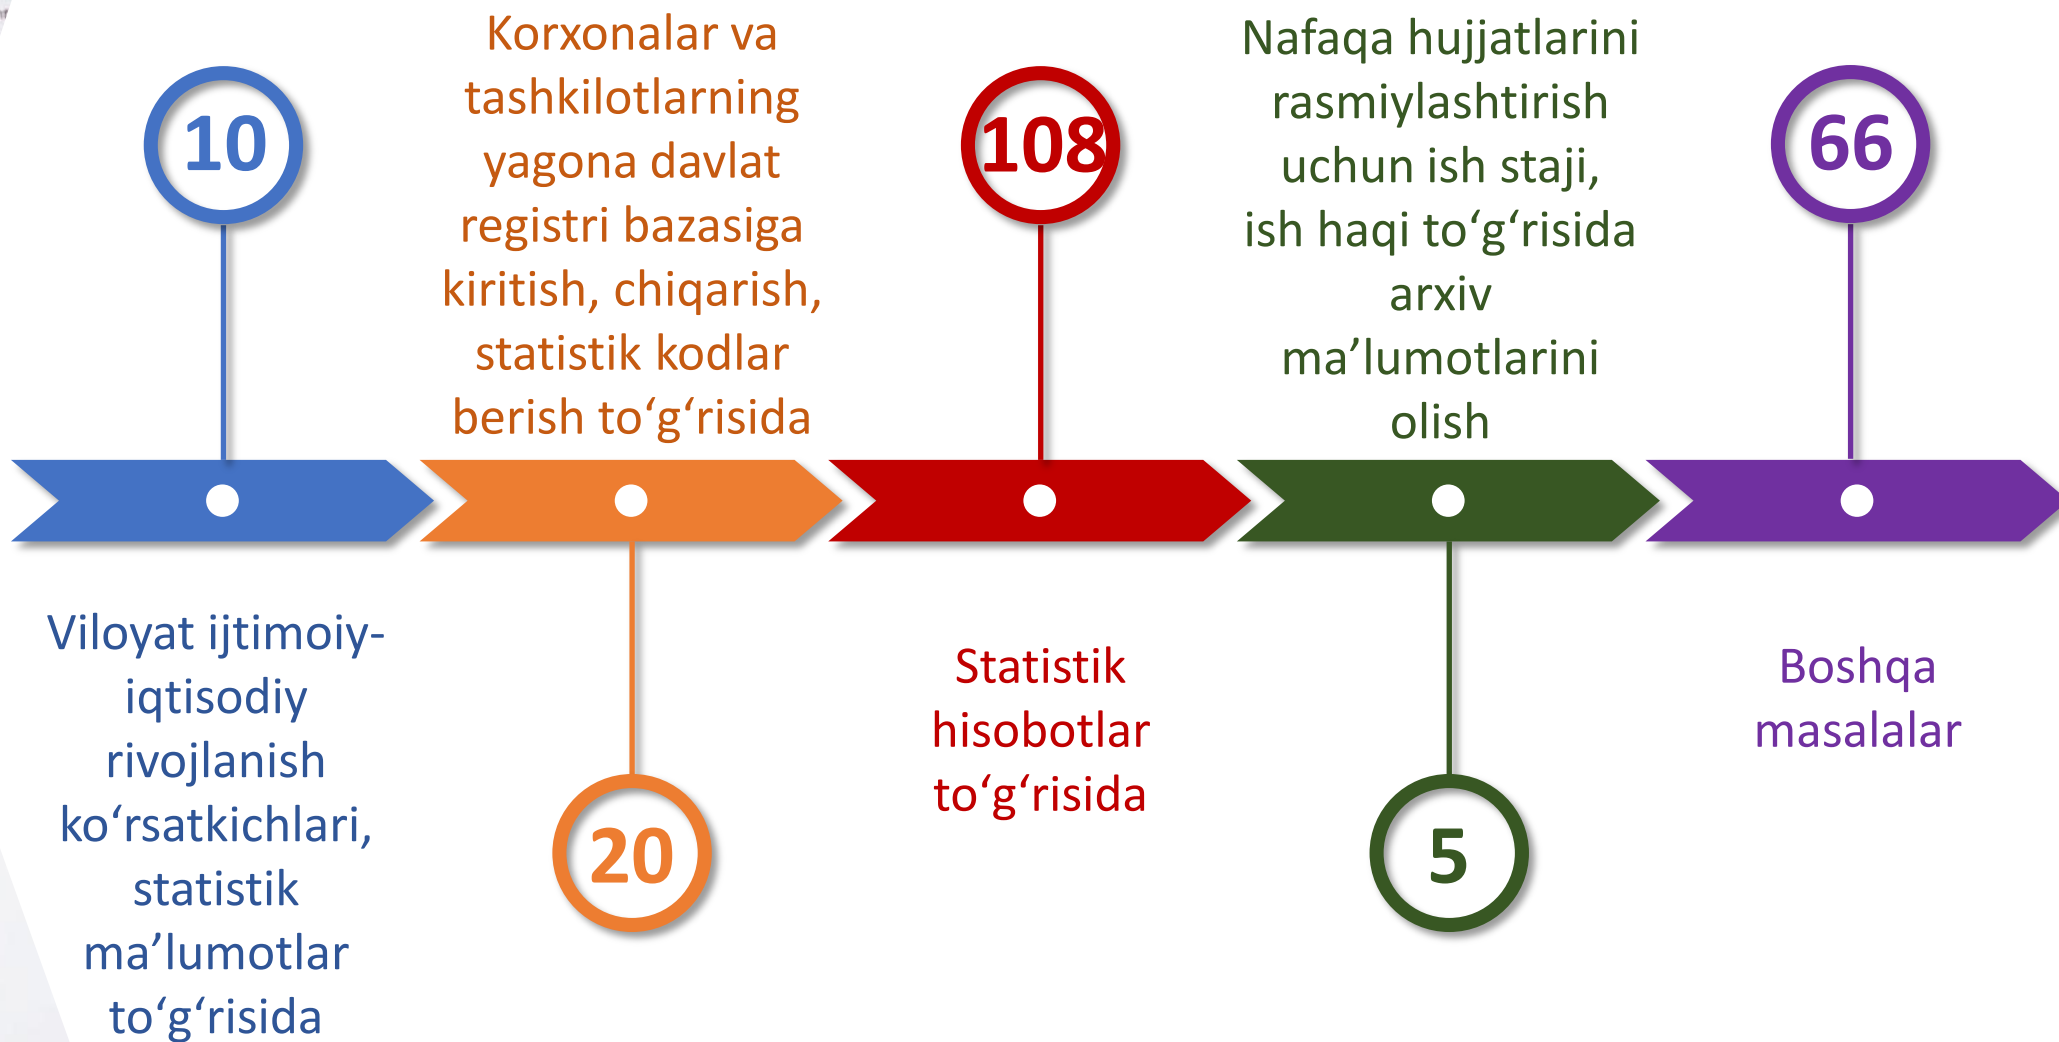 10
Viloyat ijtimoiy-
iqtisodiy
rivojlanish
ko‘rsatkichlari,
statistik
ma’lumotlar
to‘g‘risida
Korxonalar va
tashkilotlarning
yagona davlat
registri bazasiga
kiritish, chiqarish,
statistik kodlar
berish to‘g‘risida
20
108
Statistik
hisobotlar
to‘g‘risida
Nafaqa hujjatlarini
rasmiylashtirish
uchun ish staji,
ish haqi to‘g‘risida
arxiv
ma’lumotlarini
olish
5
66
Boshqa
masalalar